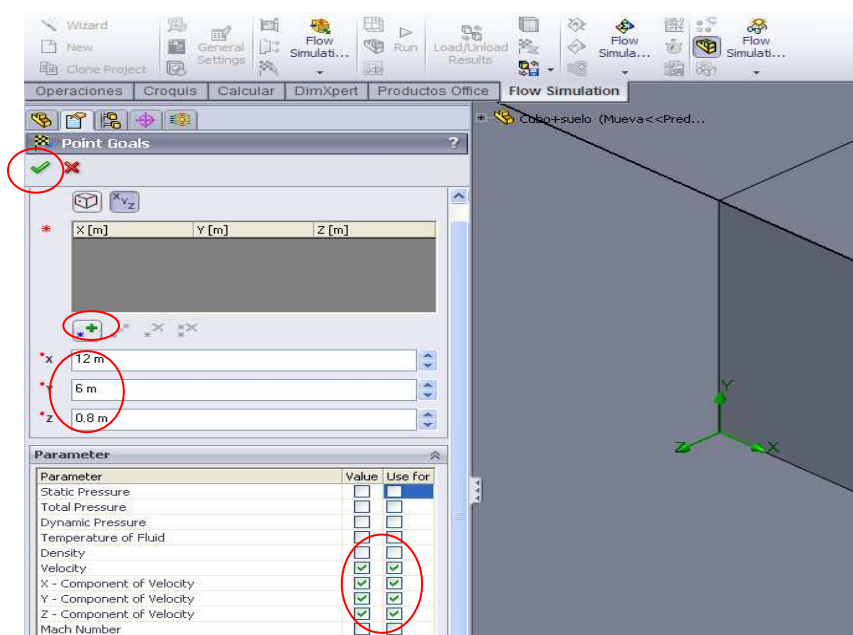 Wizard
New
Clone Project
General Settings
Flow Simulati...
Run
Load/Unload Results
Flow Simula...
Flow Simulati...
Operaciones Croquis Calcular DimXpert Productos Office Flow Simulation
Cubo+suelo (Mueva<<Pred...
Point Goals ?
X [m] Y [m] Z [m]
*X 12 m
*Y 6 m
*Z 0.8 m
Parameter
Parameter Value Use for
Static Pressure
Total Pressure
Dynamic Pressure
Temperature of Fluid
Density
Velocity
X - Component of Velocity
Y - Component of Velocity
Z - Component of Velocity
Mach Number
Y
Z X